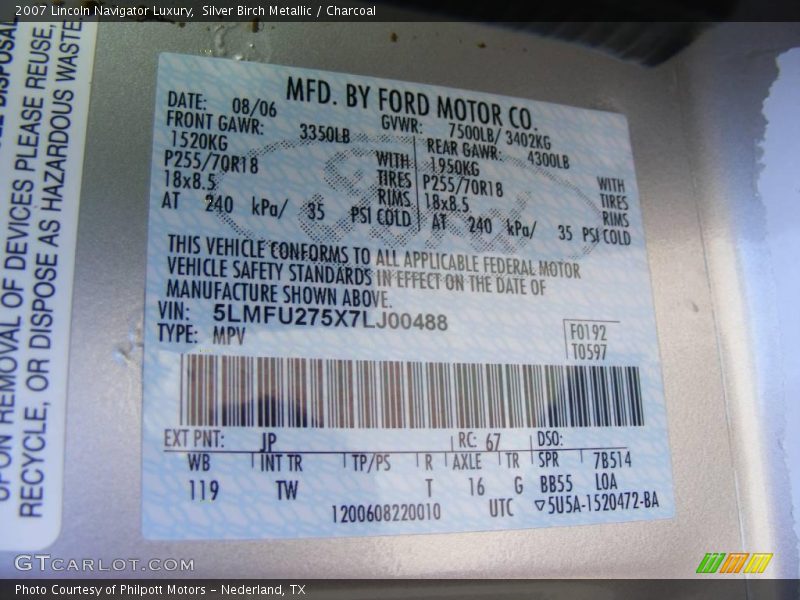 2007 Lincoln Navigator Luxury,  Silver Birch Metallic / Charcoal
UPON REMOVAL OF DEVICES PLEASE REUSE,
RECYCLE, OR DISPOSE AS HAZARDOUS WASTE
MFD. BY FORD MOTOR CO.
DATE: 08/06 GVWR: 7500LB/ 3402KG
FRONT GAWR: 3350LB REAR GAWR: 4300LB
1520KG WITH 1950KG WITH
P255/70R18 TIRES P255/70R18 TIRES
18x8.5 RIMS 18x8.5 RIMS
AT 240 kPa/ 35 PSI COLD AT 240 kPa/ 35 PSI COLD
Ford
THIS VEHICLE CONFORMS TO ALL APPLICABLE FEDERAL MOTOR
VEHICLE SAFETY STANDARDS IN EFFECT ON THE DATE OF
MANUFACTURE SHOWN ABOVE.
VIN: 5LMFU275X7LJ00488
TYPE: MPV
F0192
T0597
EXT PNT: JP RC: 67 DSO:
WB INT TR TP/PS R AXLE TR SPR 7B514
119 TW T 16 G BB55 LOA
1200608220010 UTC ▽5U5A-1520472-BA
GTCARLOT.COM
Photo Courtesy of Philpott Motors - Nederland, TX